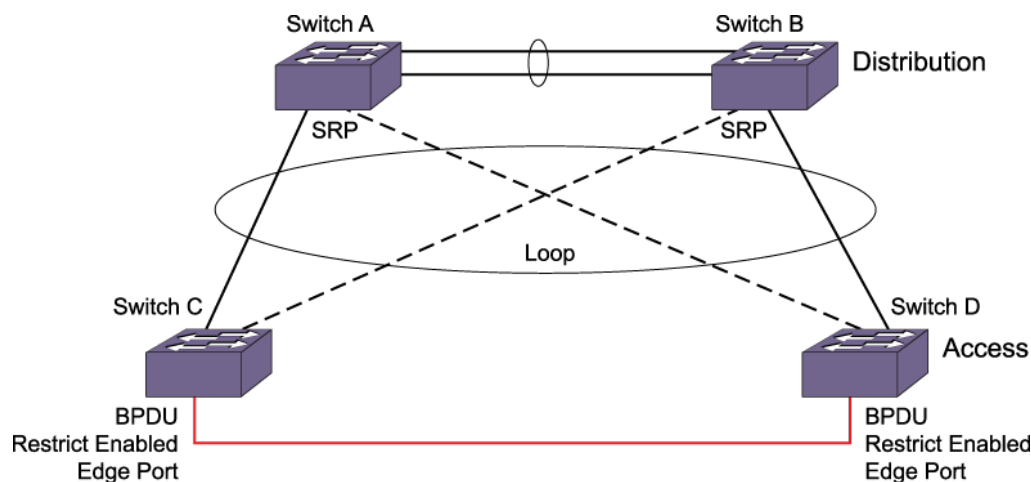 Switch A
Switch B
Distribution
SRP
SRP
Loop
Switch C
Switch D
Access
BPDU
Restrict Enabled
Edge Port
BPDU
Restrict Enabled
Edge Port